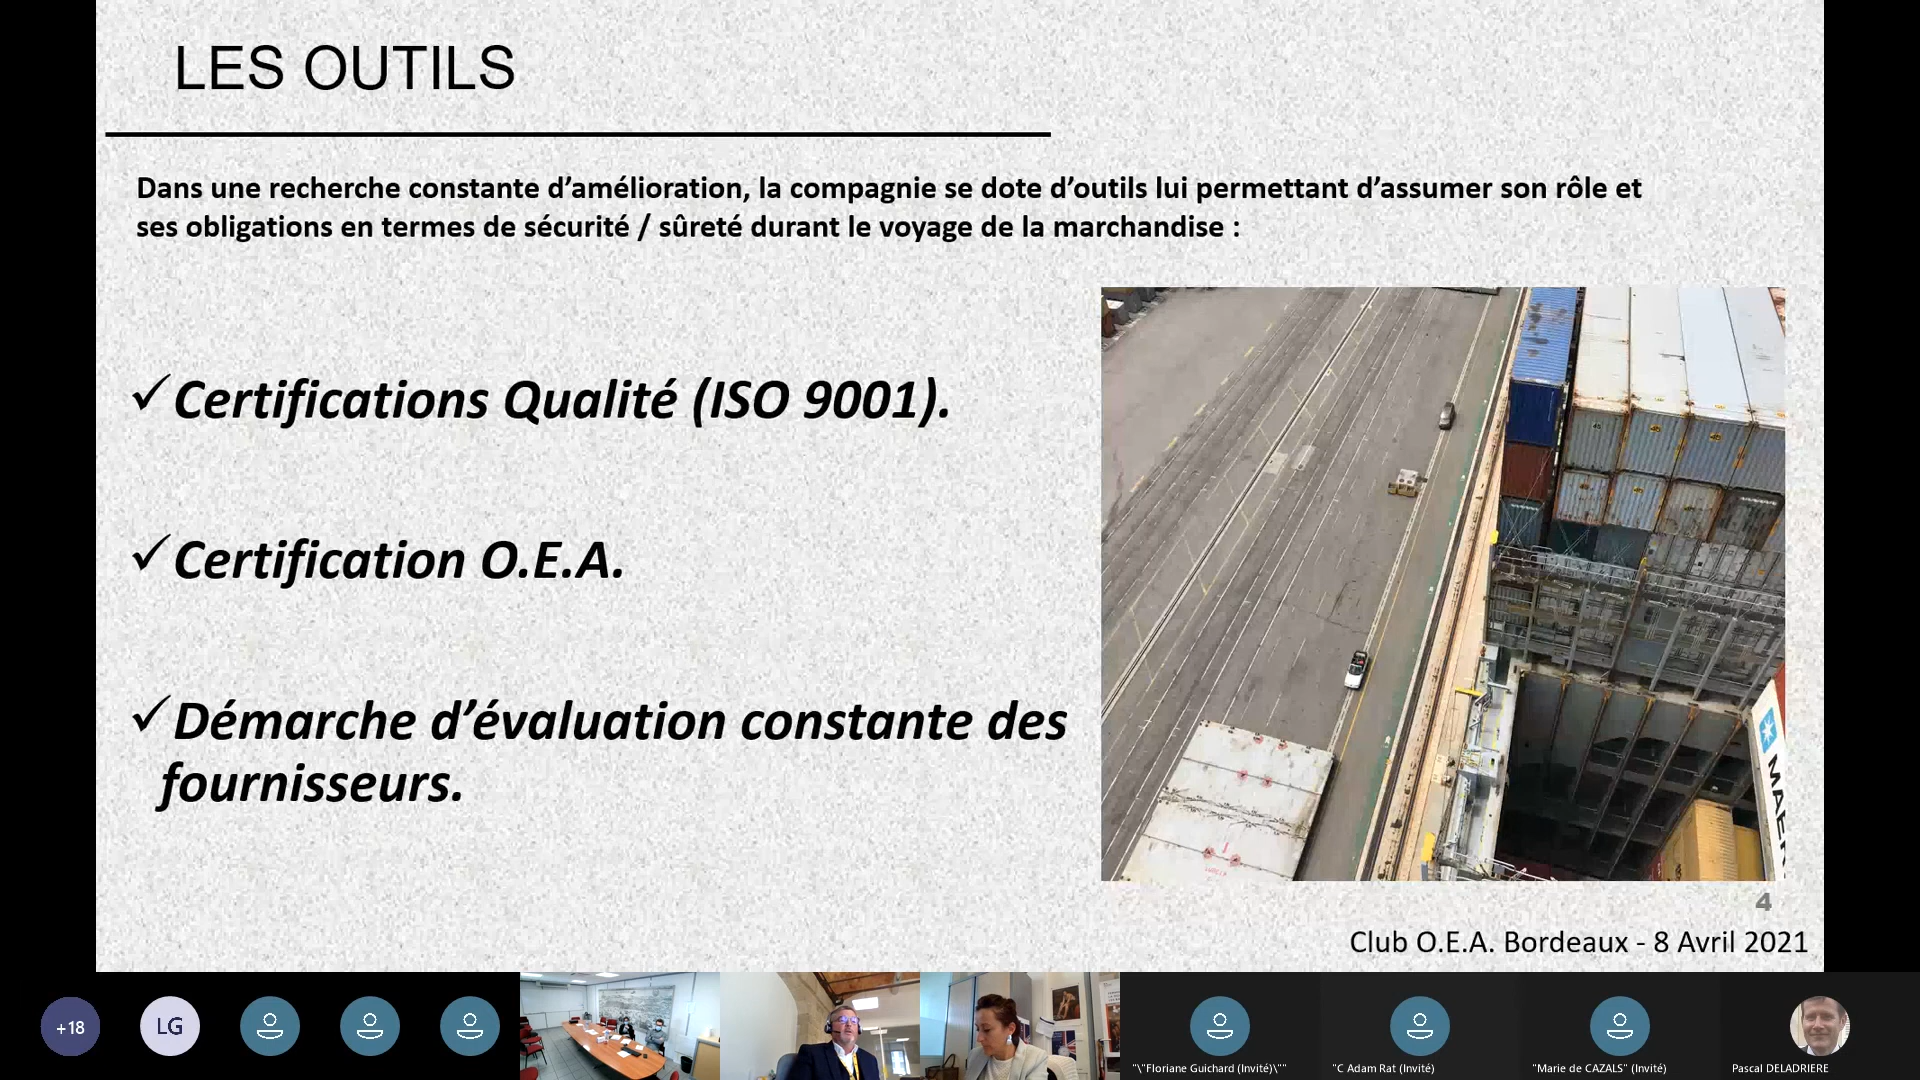 LES OUTILS
Dans une recherche constante d’amélioration, la compagnie se dote d’outils lui permettant d’assumer son rôle et
ses obligations en termes de sécurité / sûreté durant le voyage de la marchandise :
✓Certifications Qualité (ISO 9001).
✓Certification O.E.A.
✓Démarche d’évaluation constante des
fournisseurs.
4
Club O.E.A. Bordeaux - 8 Avril 2021
+18
LG
"\"Floriane Guichard (Invité)\""
"C Adam Rat (Invité)
"Marie de CAZALS" (Invité)
Pascal DELADRIERE